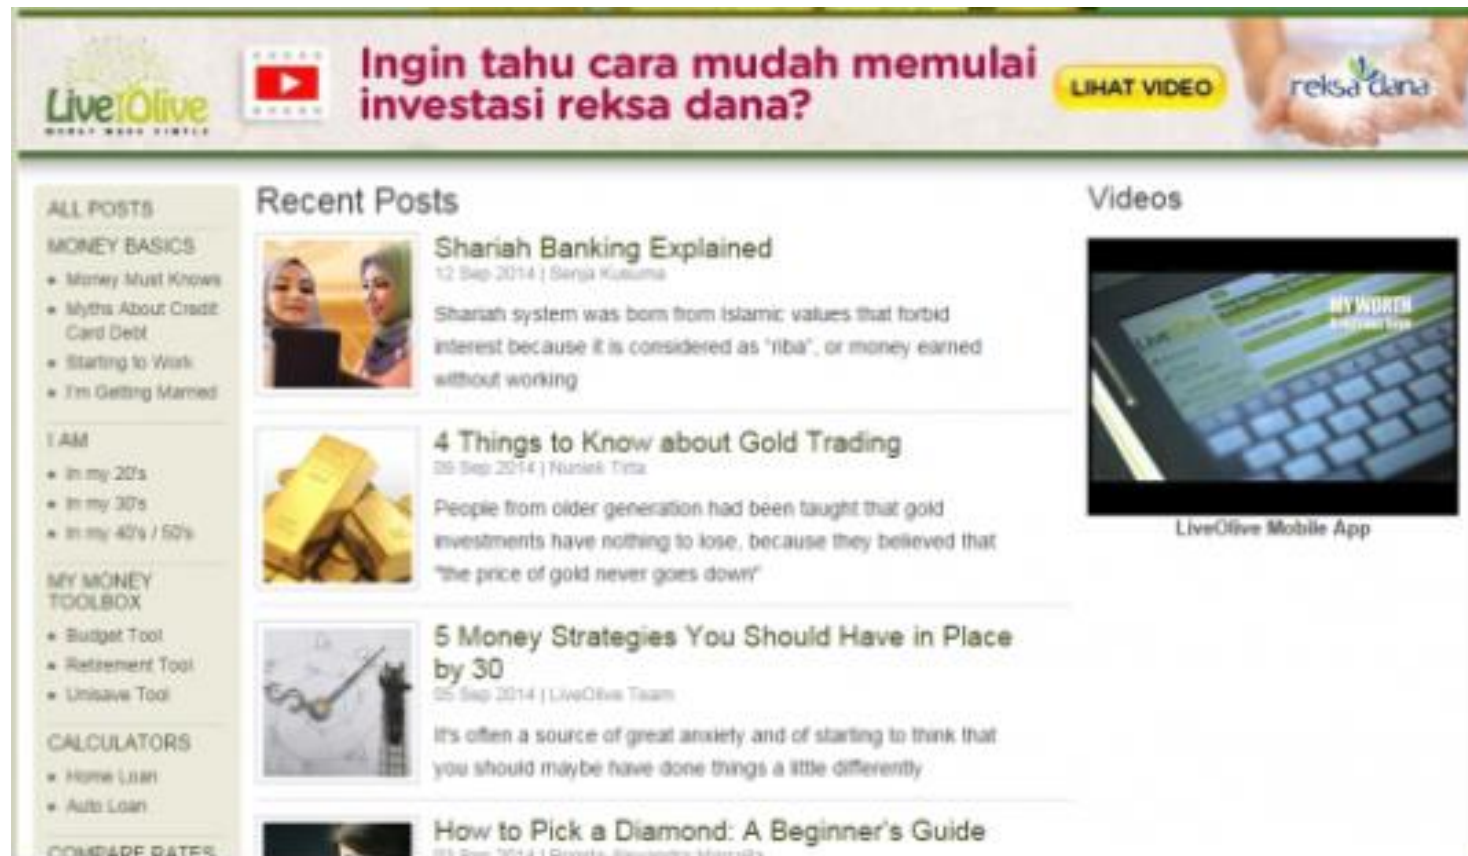 LiveOlive
MONEY MADE SIMPLE
Ingin tahu cara mudah memulai
investasi reksa dana?
LIHAT VIDEO
reksa dana
ALL POSTS
MONEY BASICS
Money Must Knows
Myths About Credit
Card Debt
Starting to Work
I'm Getting Married
I AM
In my 20's
In my 30's
In my 40's / 50's
MY MONEY
TOOLBOX
Budget Tool
Retirement Tool
Unisave Tool
CALCULATORS
Home Loan
Auto Loan
COMPARE RATES
Recent Posts
Shariah Banking Explained
12 Sep 2014 | Senja Kusuma
Shariah system was born from Islamic values that forbid
interest because it is considered as "riba", or money earned
without working
4 Things to Know about Gold Trading
09 Sep 2014 | Nuniek Tirta
People from older generation had been taught that gold
investments have nothing to lose, because they believed that
"the price of gold never goes down"
5 Money Strategies You Should Have in Place
by 30
05 Sep 2014 | LiveOlive Team
It's often a source of great anxiety and of starting to think that
you should maybe have done things a little differently
How to Pick a Diamond: A Beginner's Guide
Videos
MY WORTH
LiveOlive Mobile App